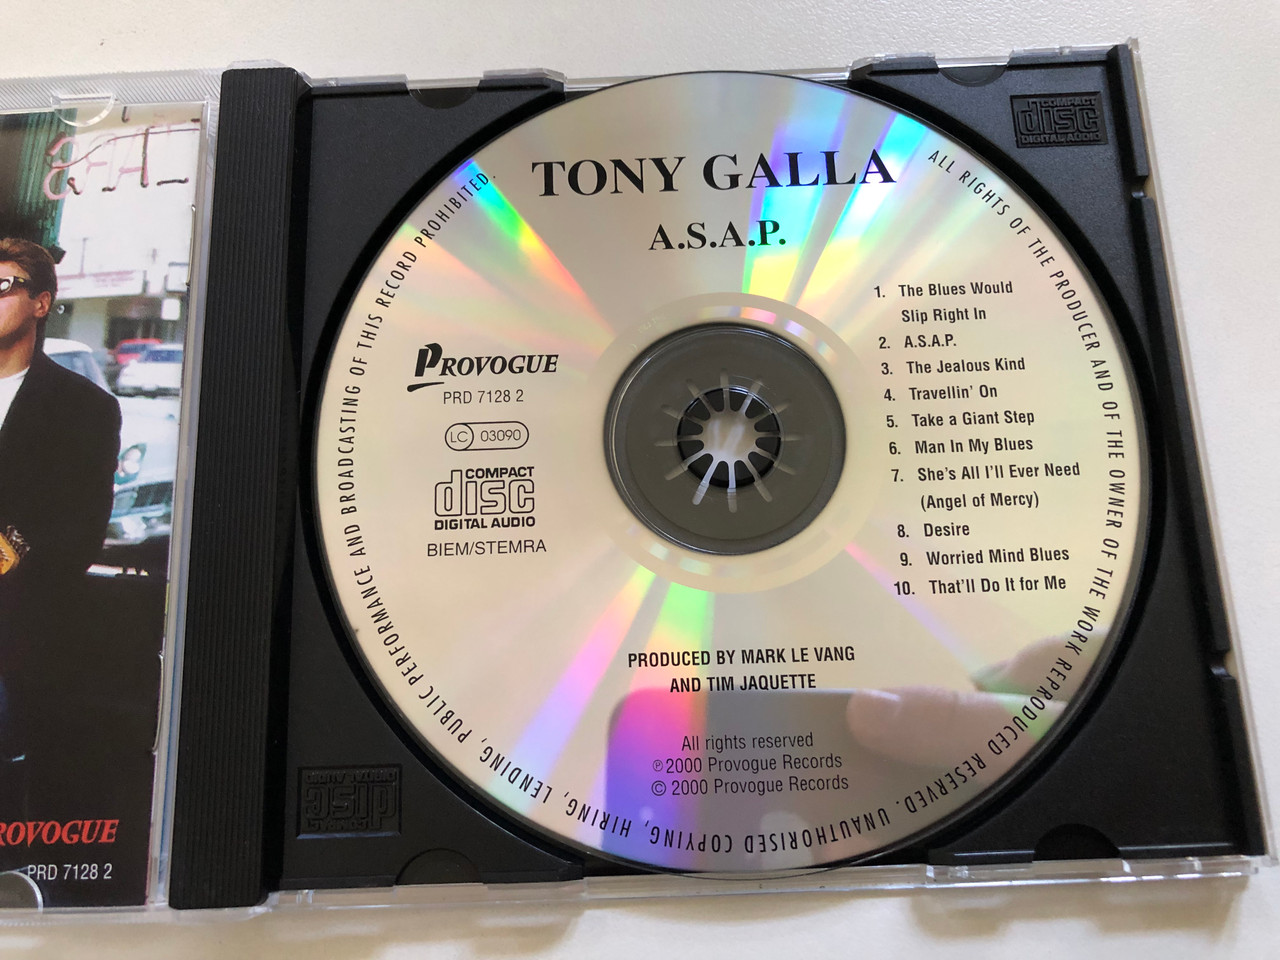 TONY GALLA
A.S.A.P.
PROVOGUE
PRD 7128 2
LC 03090
COMPACT
disc
DIGITAL AUDIO
BIEM/STEMRA
1. The Blues Would
Slip Right In
2. A.S.A.P.
3. The Jealous Kind
4. Travellin' On
5. Take a Giant Step
6. Man In My Blues
7. She's All I'll Ever Need
(Angel of Mercy)
8. Desire
9. Worried Mind Blues
10. That'll Do It for Me
PRODUCED BY MARK LE VANG
AND TIM JAQUETTE
All rights reserved
℗ 2000 Provogue Records
© 2000 Provogue Records
ALL RIGHTS OF THE PRODUCER AND OF THE OWNER OF THE WORK REPRODUCED RESERVED. UNAUTHORISED COPYING, HIRING, LENDING, PUBLIC PERFORMANCE AND BROADCASTING OF THIS RECORD PROHIBITED.
COMPACT
disc
DIGITAL AUDIO
COMPACT
disc
DIGITAL AUDIO
ROVOGUE
PRD 7128 2